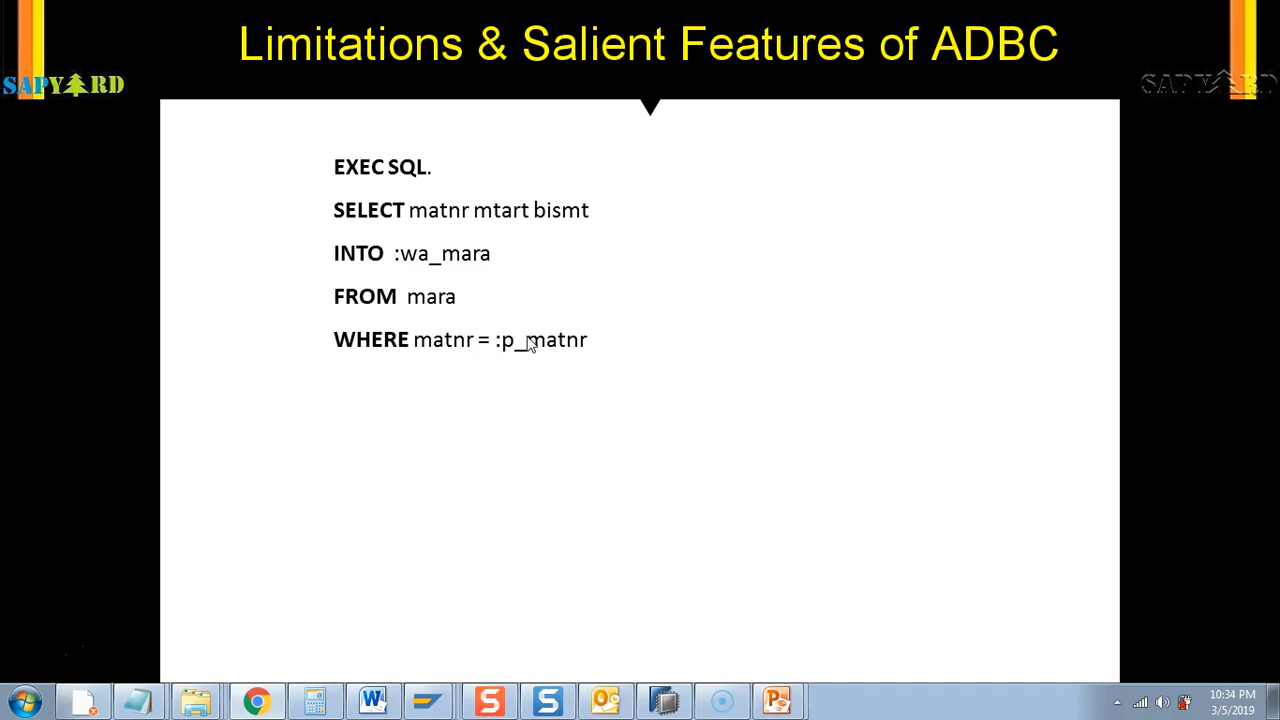 Limitations & Salient Features of ADBC
SAPYARD
SAPYARD
EXEC SQL.
SELECT matnr mtart bismt
INTO :wa_mara
FROM mara
WHERE matnr = :p_matnr
10:34 PM
3/5/2019